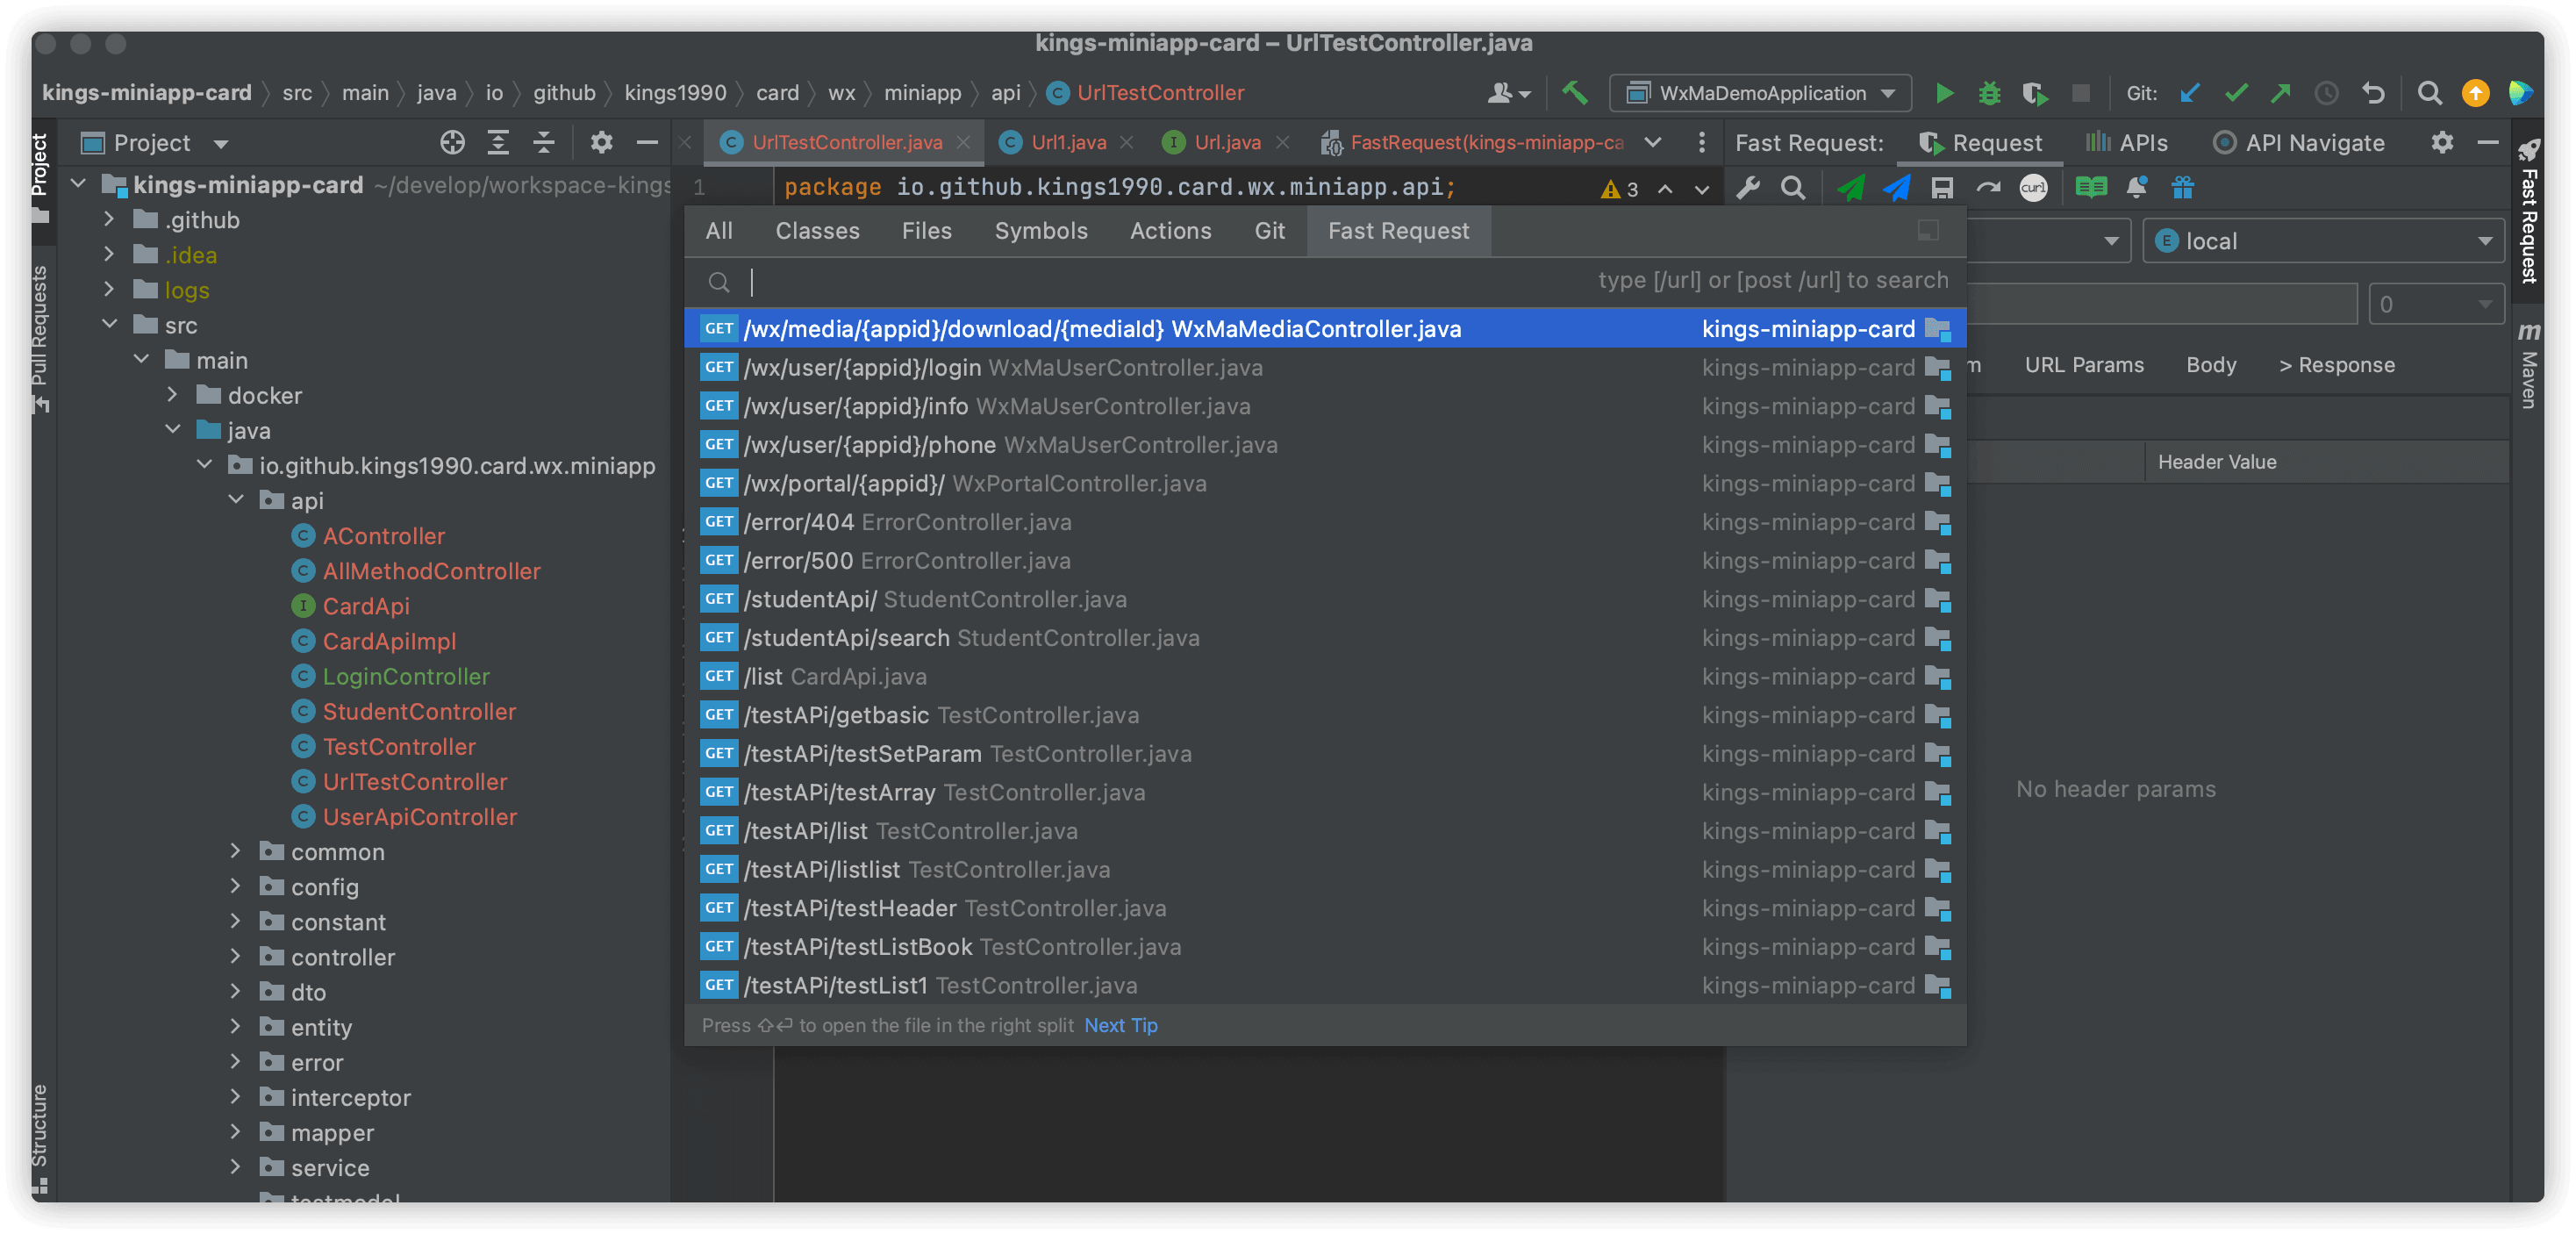 kings-miniapp-card – UrlTestController.java
kings-miniapp-card src main java io github kings1990 card wx miniapp api C UrlTestController WxMaDemoApplication Git:
Project
Pull Requests
Structure
Project
kings-miniapp-card ~/develop/workspace-kings
.github
.idea
logs
src
main
docker
java
io.github.kings1990.card.wx.miniapp
api
C AController
C AllMethodController
I CardApi
C CardApiImpl
C LoginController
C StudentController
C TestController
C UrlTestController
C UserApiController
common
config
constant
controller
dto
entity
error
interceptor
mapper
service
testmodel
C UrlTestController.java C Url1.java I Url.java FastRequest(kings-miniapp-ca
1 package io.github.kings1990.card.wx.miniapp.api; 3
All Classes Files Symbols Actions Git Fast Request
type [/url] or [post /url] to search
GET /wx/media/{appid}/download/{mediaId} WxMaMediaController.java kings-miniapp-card
GET /wx/user/{appid}/login WxMaUserController.java kings-miniapp-card
GET /wx/user/{appid}/info WxMaUserController.java kings-miniapp-card
GET /wx/user/{appid}/phone WxMaUserController.java kings-miniapp-card
GET /wx/portal/{appid}/ WxPortalController.java kings-miniapp-card
GET /error/404 ErrorController.java kings-miniapp-card
GET /error/500 ErrorController.java kings-miniapp-card
GET /studentApi/ StudentController.java kings-miniapp-card
GET /studentApi/search StudentController.java kings-miniapp-card
GET /list CardApi.java kings-miniapp-card
GET /testAPi/getbasic TestController.java kings-miniapp-card
GET /testAPi/testSetParam TestController.java kings-miniapp-card
GET /testAPi/testArray TestController.java kings-miniapp-card
GET /testAPi/list TestController.java kings-miniapp-card
GET /testAPi/listlist TestController.java kings-miniapp-card
GET /testAPi/testHeader TestController.java kings-miniapp-card
GET /testAPi/testListBook TestController.java kings-miniapp-card
GET /testAPi/testList1 TestController.java kings-miniapp-card
Press ⇧⏎ to open the file in the right split Next Tip
Fast Request: Request APIs API Navigate
curl
E local
0
m URL Params Body > Response
Header Value
No header params
Fast Request
m Maven